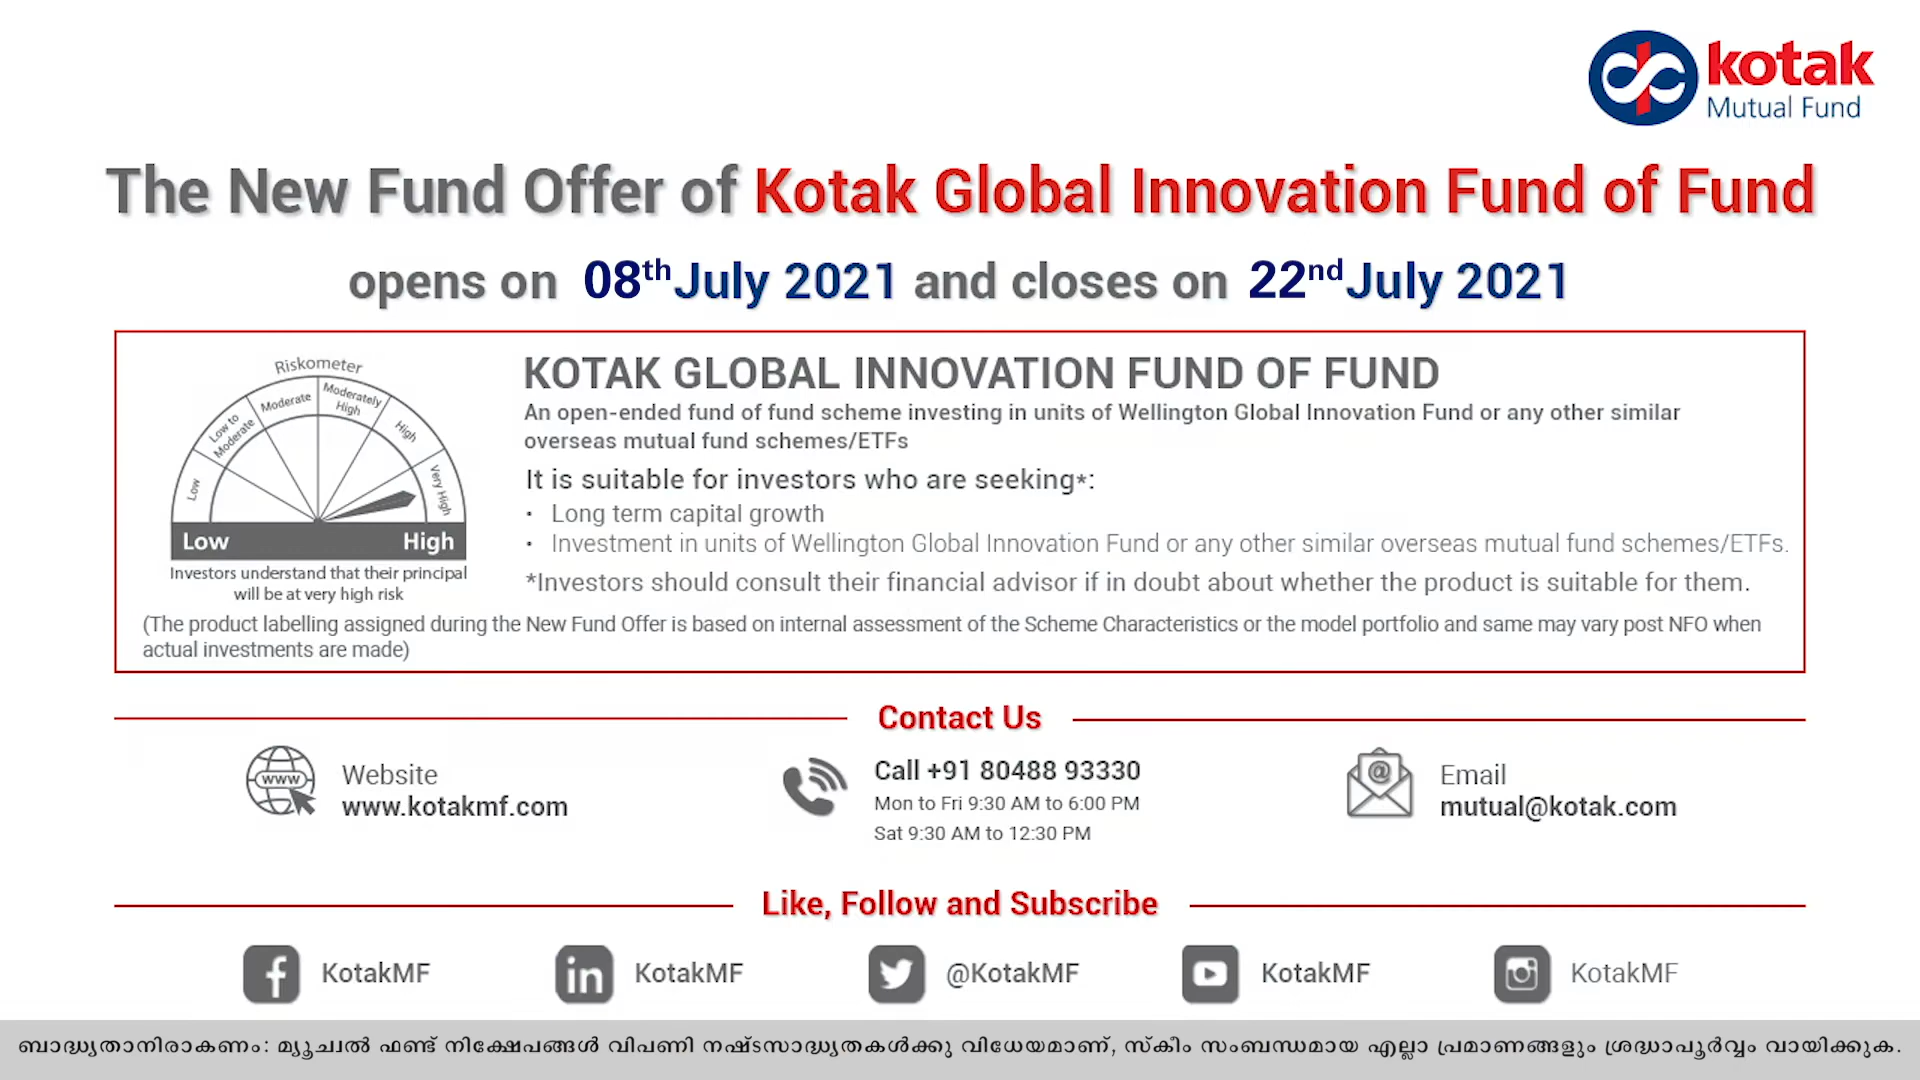 kotak
Mutual Fund
The New Fund Offer of Kotak Global Innovation Fund of Fund
opens on 08th July 2021 and closes on 22nd July 2021
Riskometer
Low
Low to
Moderate
Moderate
Moderately
High
High
Very High
Low High
Investors understand that their principal
will be at very high risk
KOTAK GLOBAL INNOVATION FUND OF FUND
An open-ended fund of fund scheme investing in units of Wellington Global Innovation Fund or any other similar
overseas mutual fund schemes/ETFs
It is suitable for investors who are seeking*:
• Long term capital growth
• Investment in units of Wellington Global Innovation Fund or any other similar overseas mutual fund schemes/ETFs.
*Investors should consult their financial advisor if in doubt about whether the product is suitable for them.
(The product labelling assigned during the New Fund Offer is based on internal assessment of the Scheme Characteristics or the model portfolio and same may vary post NFO when
actual investments are made)
Contact Us
www
Website
www.kotakmf.com
Call +91 80488 93330
Mon to Fri 9:30 AM to 6:00 PM
Sat 9:30 AM to 12:30 PM
@
Email
mutual@kotak.com
Like, Follow and Subscribe
f KotakMF
in KotakMF
@KotakMF
KotakMF
KotakMF
ബാദ്ധ്യതാനിരാകണം: മ്യൂച്വൽ ഫണ്ട് നിക്ഷേപങ്ങൾ വിപണി നഷ്ടസാദ്ധ്യതകൾക്കു വിധേയമാണ്, സ്കീം സംബന്ധമായ എല്ലാ പ്രമാണങ്ങളും ശ്രദ്ധാപൂർവ്വം വായിക്കുക.